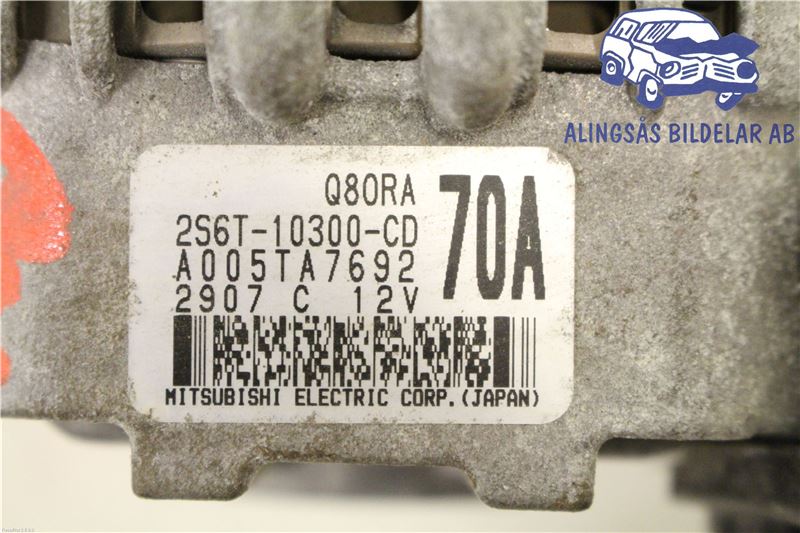 ALINGSÅS BILDELAR AB
Q80RA
70A
2S6T-10300-CD
A005TA7692
2907 C 12V
MITSUBISHI ELECTRIC CORP.(JAPAN)